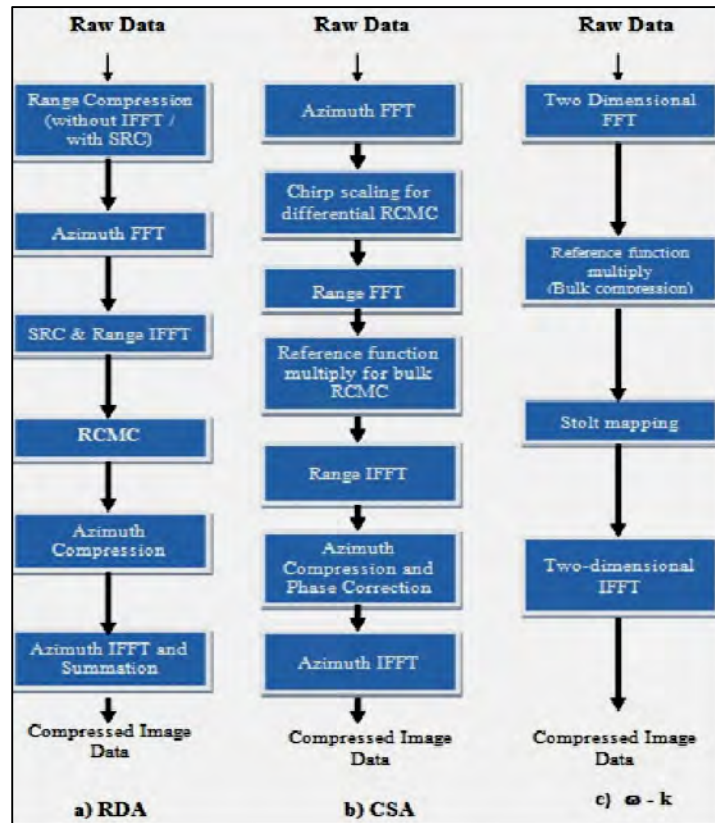 Raw Data
Range Compression
(without IFFT /
with SRC)
Azimuth FFT
SRC & Range IFFT
RCMC
Azimuth
Compression
Azimuth IFFT and
Summation
Compressed Image
Data
a) RDA
Raw Data
Azimuth FFT
Chirp scaling for
differential RCMC
Range FFT
Reference function
multiply for bulk
RCMC
Range IFFT
Azimuth
Compression and
Phase Correction
Azimuth IFFT
Compressed Image
Data
b) CSA
Raw Data
Two Dimensional
FFT
Reference function
multiply
(Bulk compression)
Stolt mapping
Two-dimensional
IFFT
Compressed Image
Data
c) ω - k